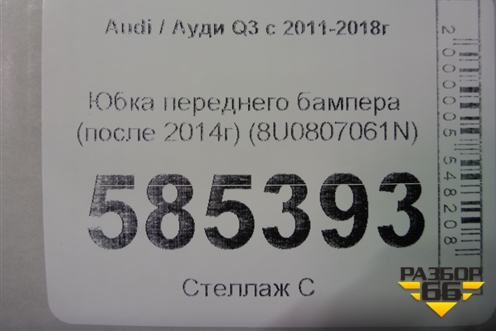 Audi / Ауди Q3 с 2011-2018г
Юбка переднего бампера
(после 2014г) (8U0807061N)
585393
Стеллаж С
2000005548208
РАЗБОР
66